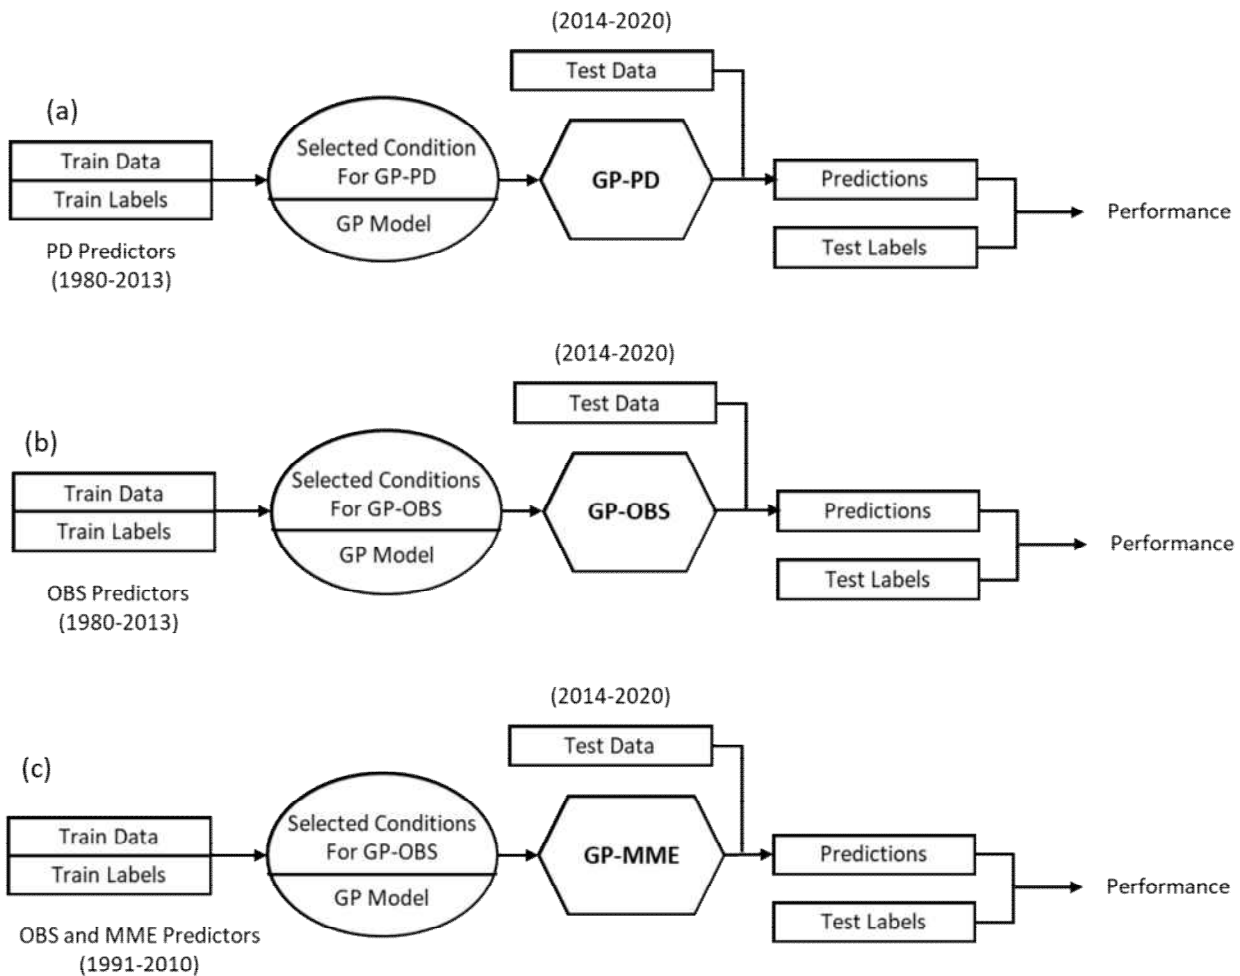 (2014-2020)
Test Data
(a)
Train Data
Train Labels
PD Predictors
(1980-2013)
Selected Condition
For GP-PD
GP Model
GP-PD
Predictions
Test Labels
Performance
(2014-2020)
Test Data
(b)
Train Data
Train Labels
OBS Predictors
(1980-2013)
Selected Conditions
For GP-OBS
GP Model
GP-OBS
Predictions
Test Labels
Performance
(2014-2020)
Test Data
(c)
Train Data
Train Labels
OBS and MME Predictors
(1991-2010)
Selected Conditions
For GP-OBS
GP Model
GP-MME
Predictions
Test Labels
Performance